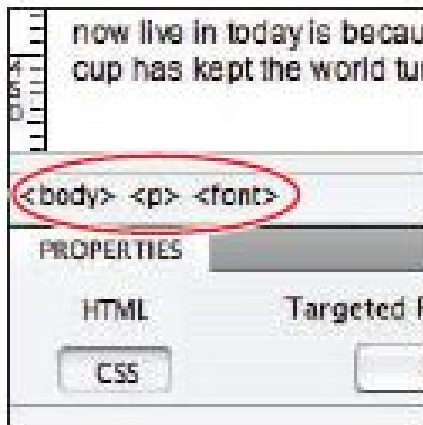 now live in today is becau
cup has kept the world tur
<body> <p> <font>
PROPERTIES
HTML
Targeted
CSS